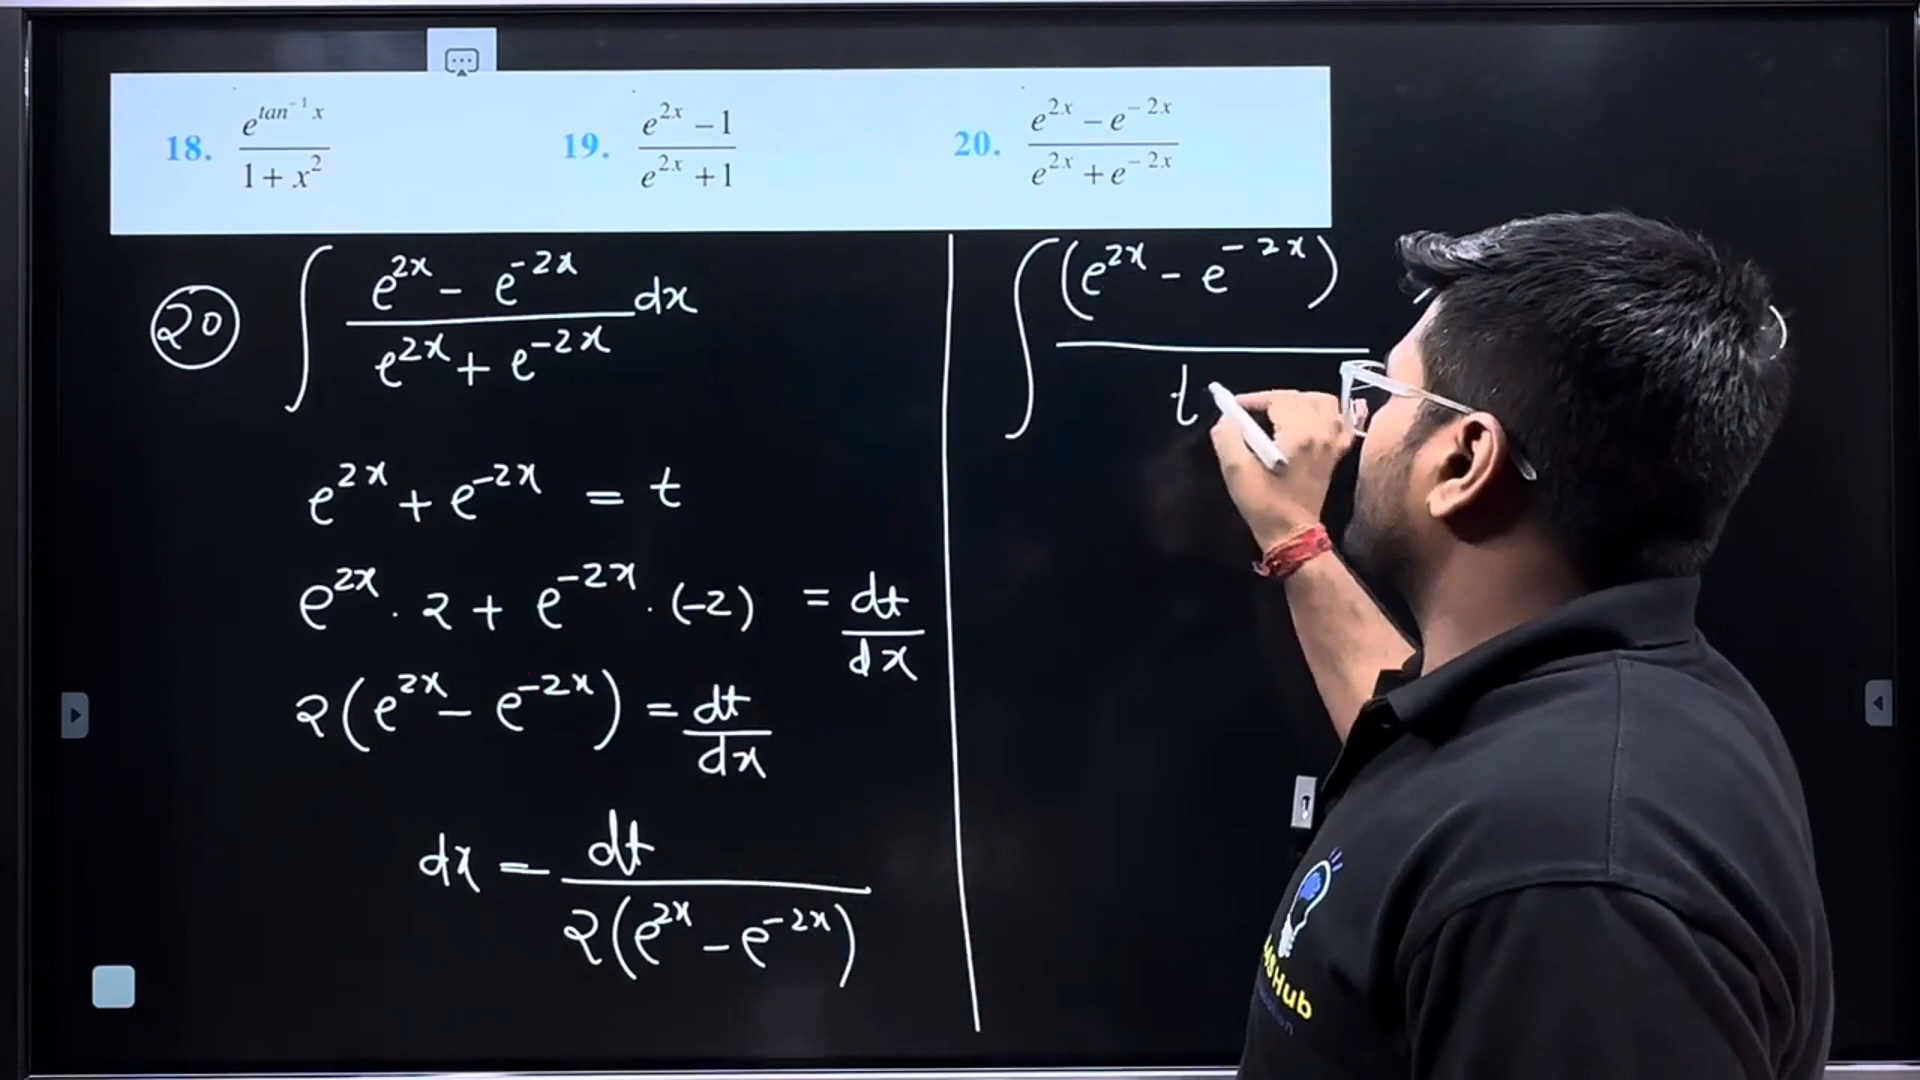 18. e^{tan^{-1} x} / (1 + x^2)
19. (e^{2x} - 1) / (e^{2x} + 1)
20. (e^{2x} - e^{-2x}) / (e^{2x} + e^{-2x})
20 ∫ (e^{2x} - e^{-2x}) / (e^{2x} + e^{-2x}) dx
e^{2x} + e^{-2x} = t
e^{2x} · 2 + e^{-2x} · (-2) = dt/dx
2(e^{2x} - e^{-2x}) = dt/dx
dx = dt / 2(e^{2x} - e^{-2x})
∫ (e^{2x} - e^{-2x}) / t
Hub